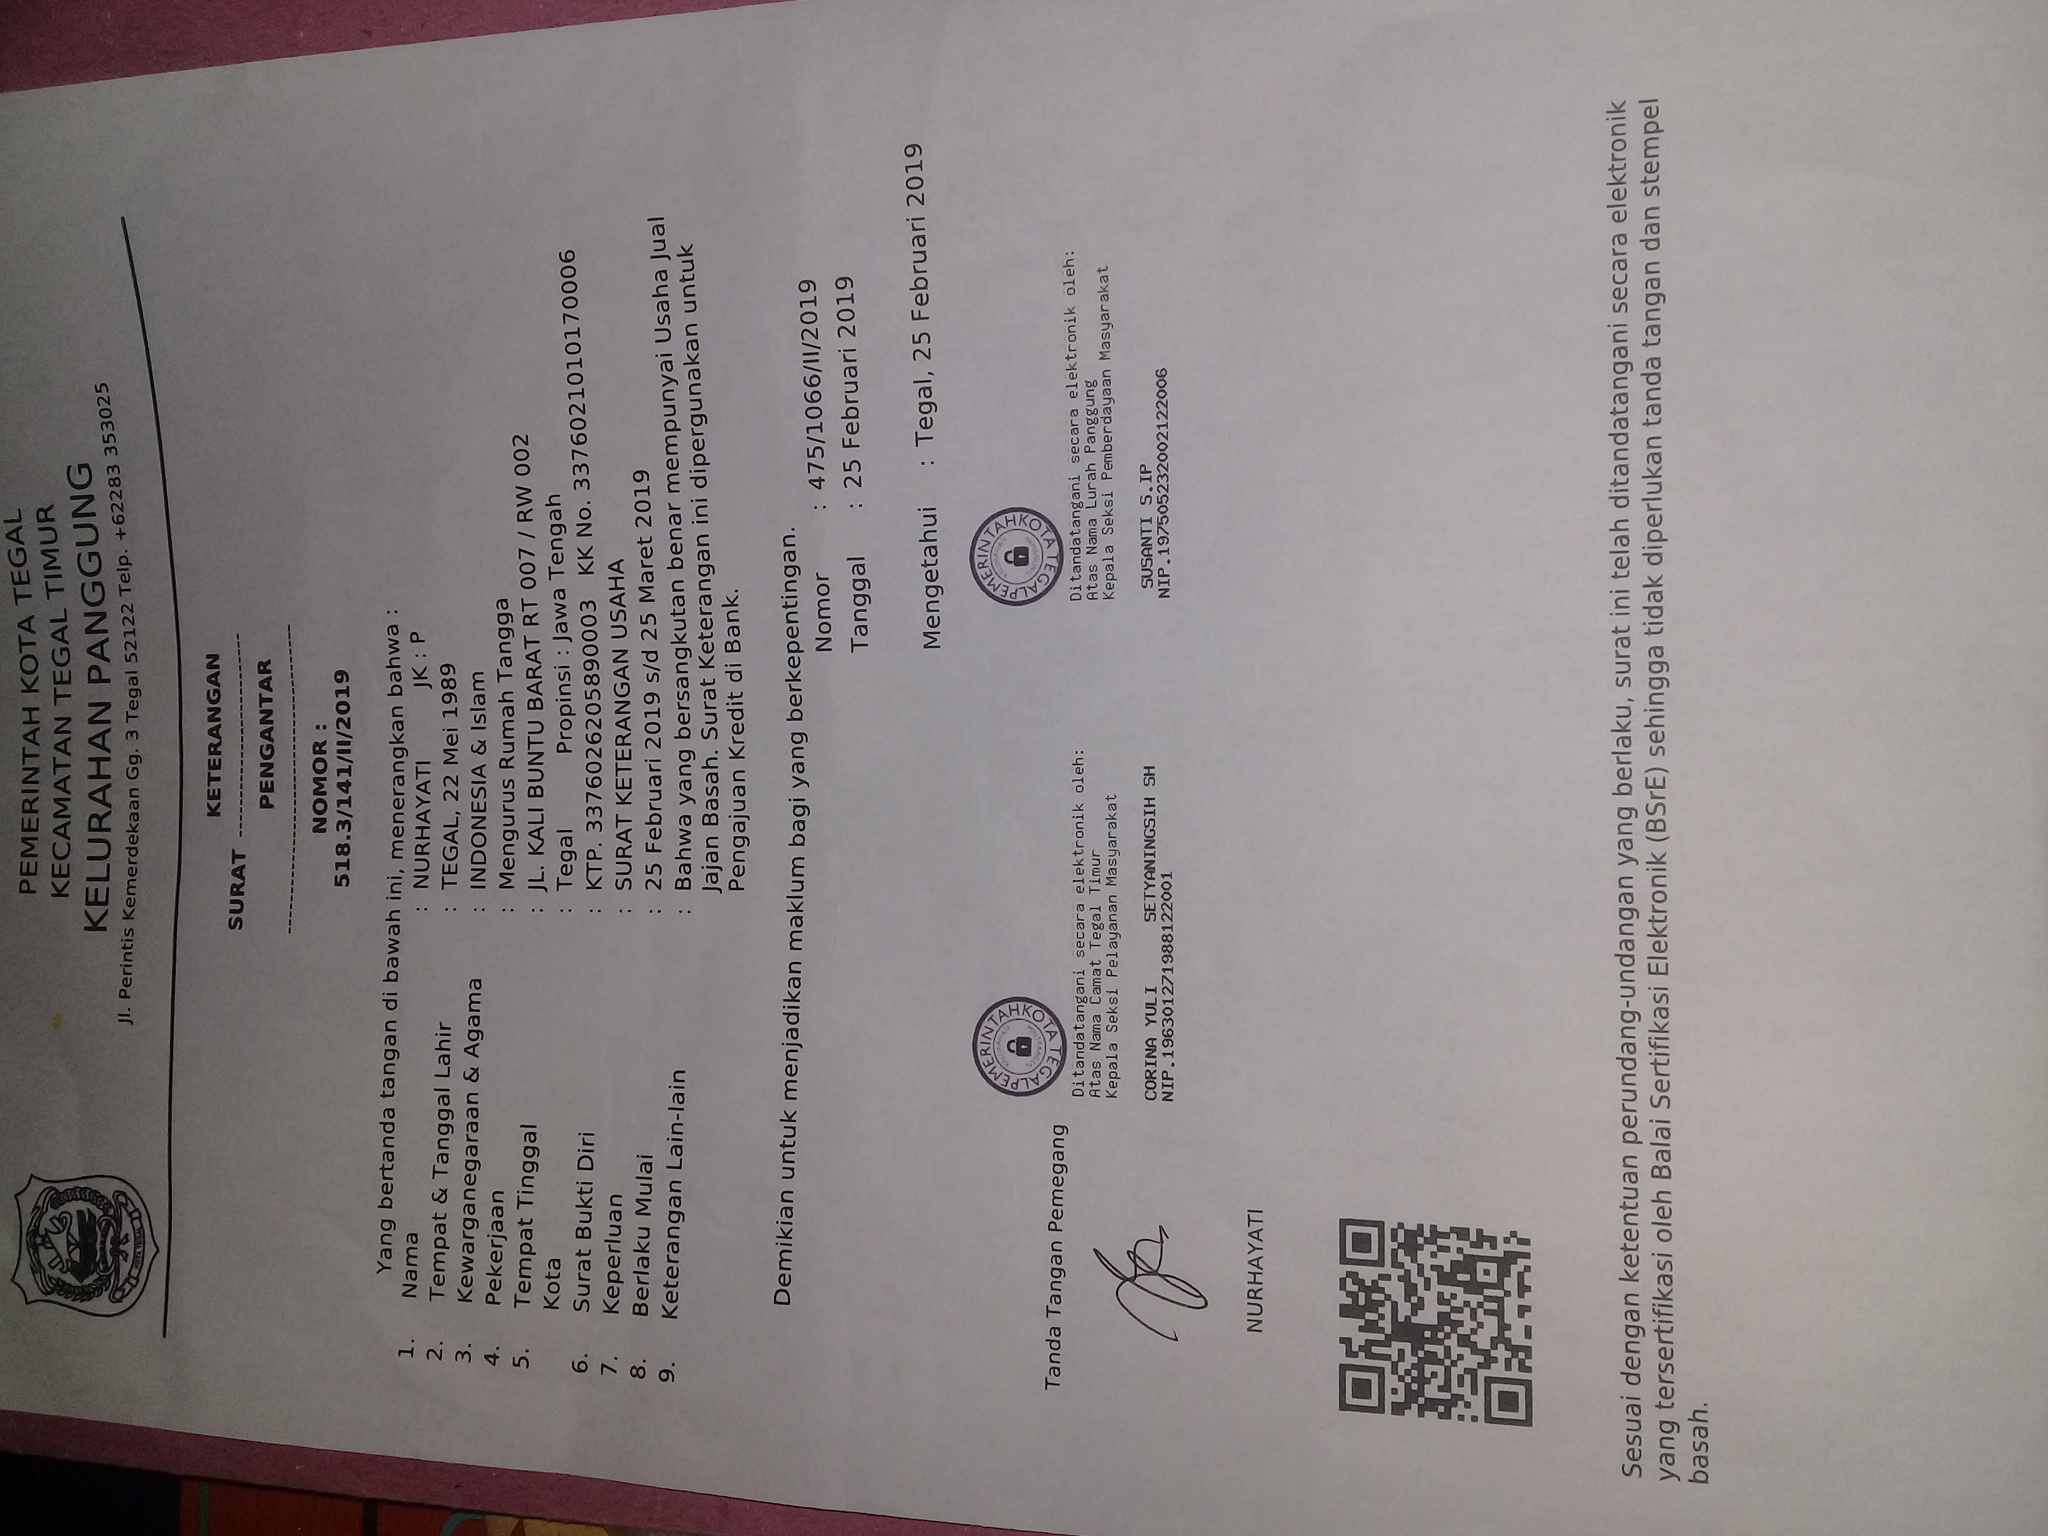 KOTA TEGAL
PEMERINTAH KOTA TEGAL
KECAMATAN TEGAL TIMUR
KELURAHAN PANGGUNG
Jl. Perintis Kemerdekaan Gg. 3 Tegal 52122 Telp. +62283 353025
KETERANGAN
SURAT --------------------------
PENGANTAR
---------------------------------------
NOMOR :
518.3/141/II/2019
Yang bertanda tangan di bawah ini, menerangkan bahwa :
1. Nama : NURHAYATI JK : P
2. Tempat & Tanggal Lahir : TEGAL, 22 Mei 1989
3. Kewarganegaraan & Agama : INDONESIA & Islam
4. Pekerjaan : Mengurus Rumah Tangga
5. Tempat Tinggal : JL. KALI BUNTU BARAT RT 007 / RW 002
Kota : Tegal Propinsi : Jawa Tengah
6. Surat Bukti Diri : KTP. 3376026205890003 KK No. 3376021010170006
7. Keperluan : SURAT KETERANGAN USAHA
8. Berlaku Mulai : 25 Februari 2019 s/d 25 Maret 2019
9. Keterangan Lain-lain : Bahwa yang bersangkutan benar mempunyai Usaha Jual
Jajan Basah. Surat Keterangan ini dipergunakan untuk
Pengajuan Kredit di Bank.
Demikian untuk menjadikan maklum bagi yang berkepentingan.
Nomor : 475/1066/II/2019
Tanggal : 25 Februari 2019
Mengetahui : Tegal, 25 Februari 2019
Tanda Tangan Pemegang
NURHAYATI
PEMERINTAH KOTA TEGAL
Ditandatangani secara elektronik oleh:
Atas Nama Camat Tegal Timur
Kepala Seksi Pelayanan Masyarakat
CORINA YULI SETYANINGSIH SH
NIP.196301271988122001
PEMERINTAH KOTA TEGAL
Ditandatangani secara elektronik oleh:
Atas Nama Lurah Panggung
Kepala Seksi Pemberdayaan Masyarakat
SUSANTI S.IP
NIP.197505232002122006
Sesuai dengan ketentuan perundang-undangan yang berlaku, surat ini telah ditandatangani secara elektronik
yang tersertifikasi oleh Balai Sertifikasi Elektronik (BSrE) sehingga tidak diperlukan tanda tangan dan stempel
basah.